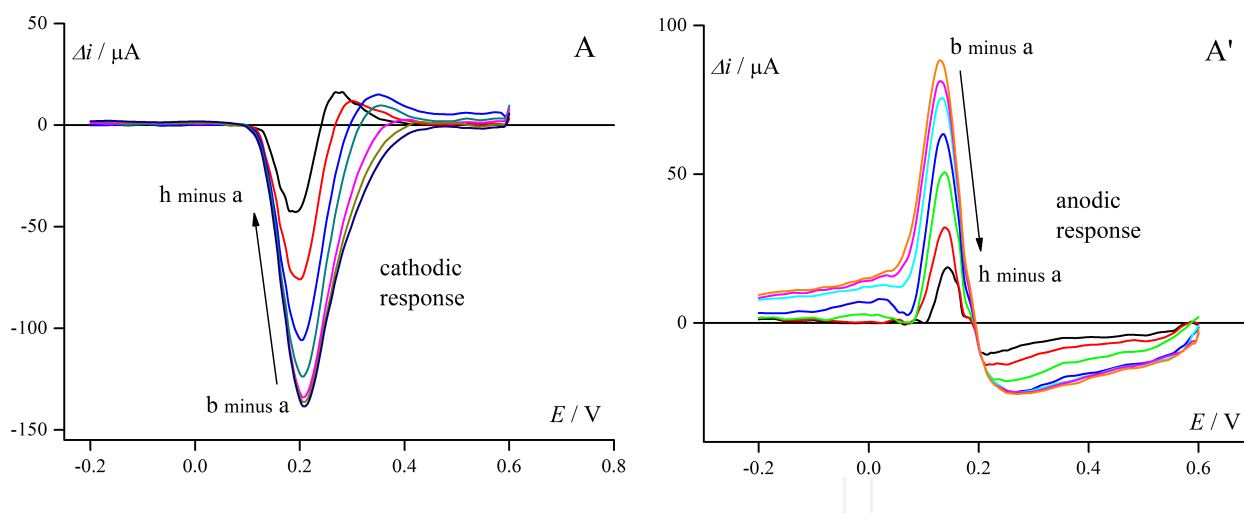 50
Δi / µA
A
0
h minus a
cathodic
response
-50
-100
b minus a
E / V
-150
-0.2
0.0
0.2
0.4
0.6
0.8
100
b minus a
A'
Δi / µA
50
anodic
response
h minus a
0
E / V
-0.2
0.0
0.2
0.4
0.6